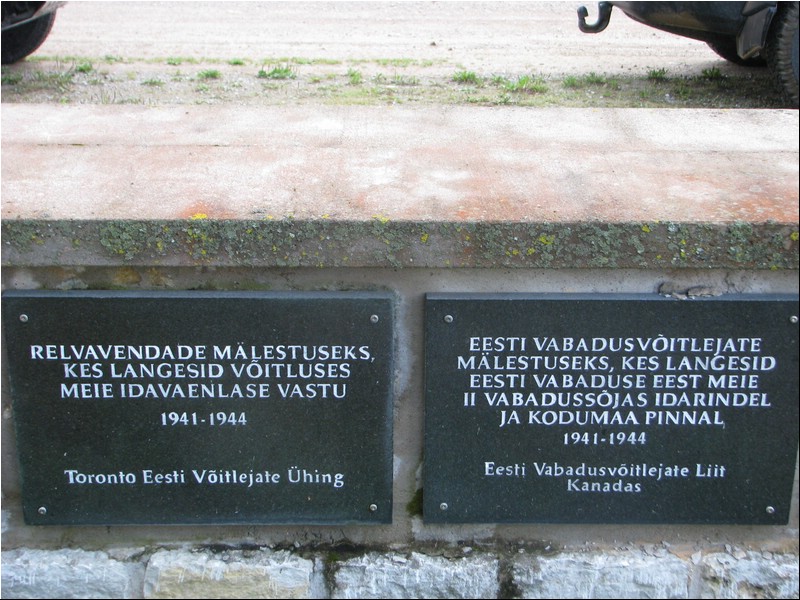 RELVAVENDADE MÄLESTUSEKS,
KES LANGESID VÕITLUSES
MEIE IDAVAENLASE VASTU
1941-1944
Toronto Eesti Võitlejate Ühing
EESTI VABADUSVÕITLEJATE
MÄLESTUSEKS, KES LANGESID
EESTI VABADUSE EEST MEIE
II VABADUSSÕJAS IDARINDEL
JA KODUMAA PINNAL
1941-1944
Eesti Vabadusvõitlejate Liit
Kanadas